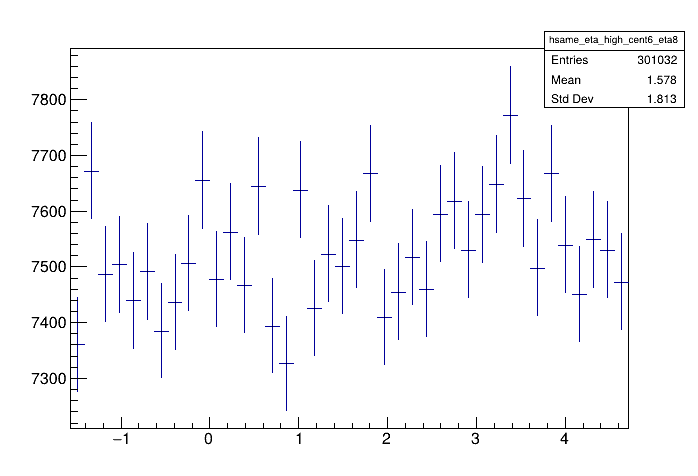 hsame_eta_high_cent6_eta8
Entries 301032
Mean 1.578
Std Dev 1.813
7800
7700
7600
7500
7400
7300
−1 0 1 2 3 4